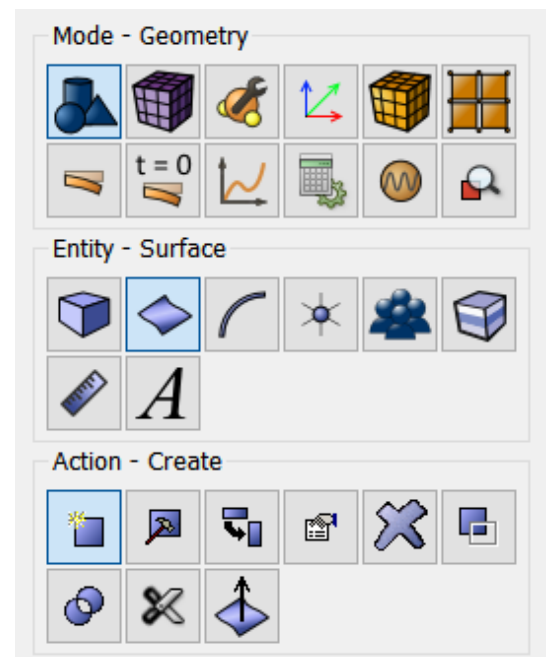 Mode - Geometry
t = 0
Entity - Surface
A
Action - Create